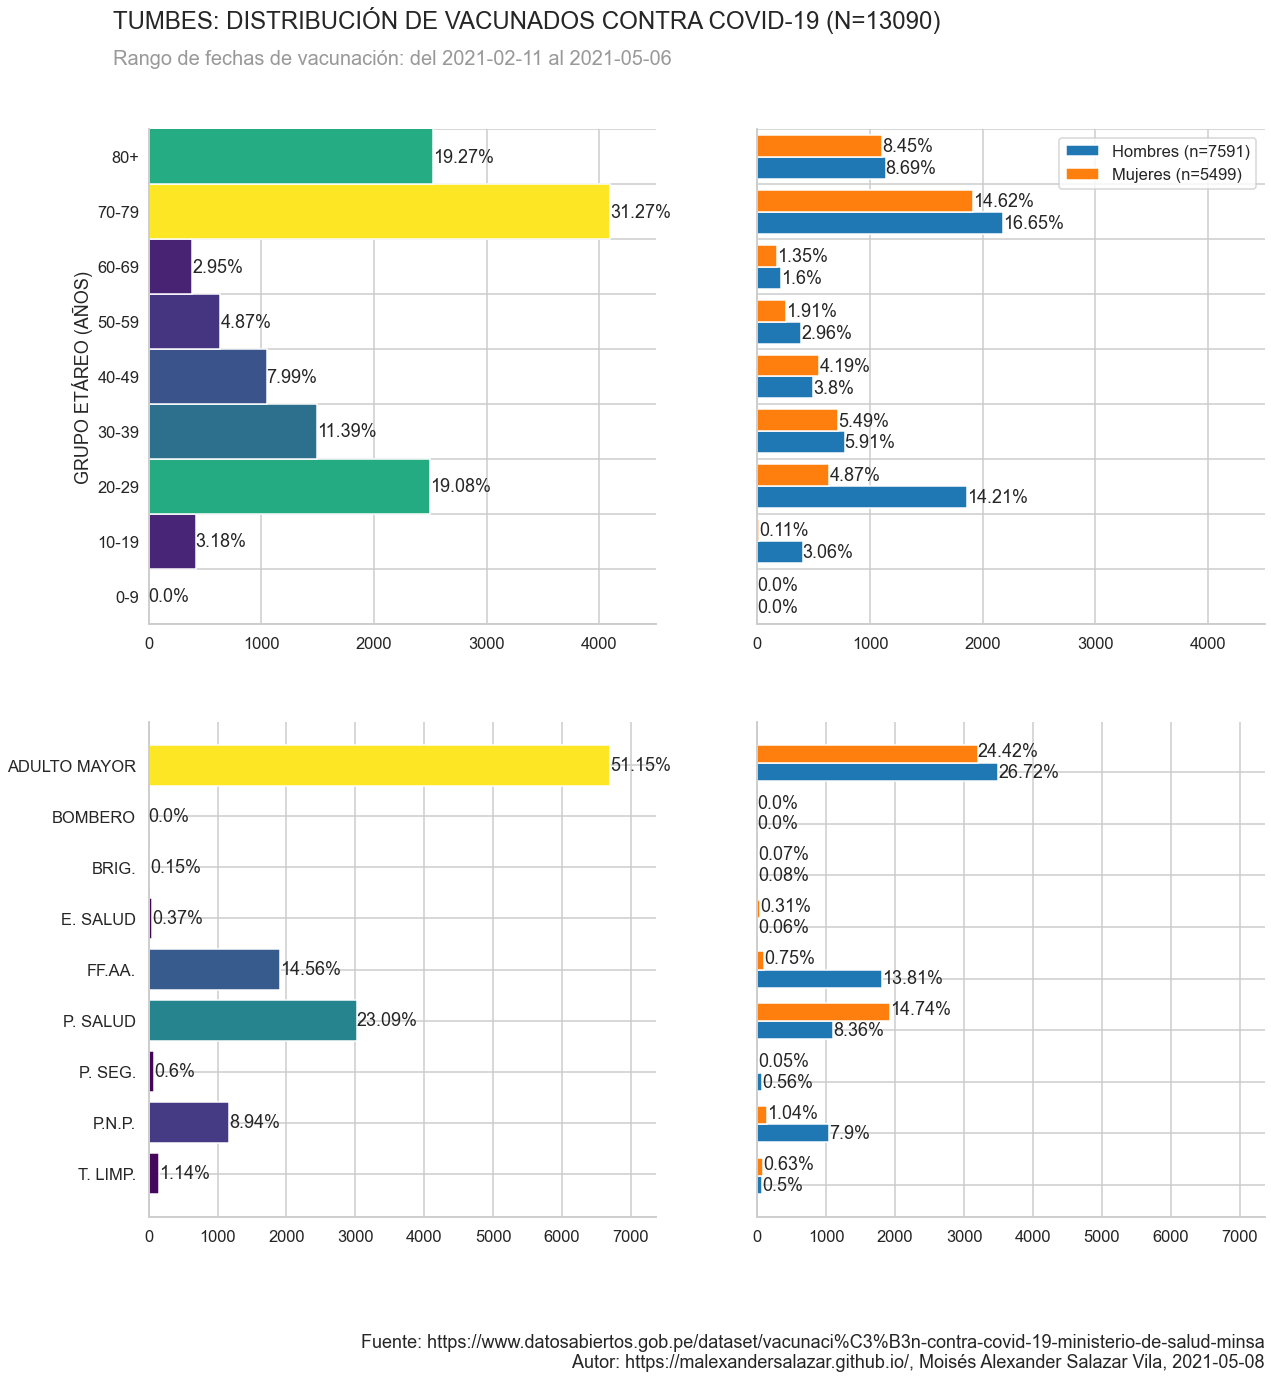 TUMBES: DISTRIBUCIÓN DE VACUNADOS CONTRA COVID-19 (N=13090)
Rango de fechas de vacunación: del 2021-02-11 al 2021-05-06
GRUPO ETÁREO (AÑOS)
80+ 19.27%
70-79 31.27%
60-69 2.95%
50-59 4.87%
40-49 7.99%
30-39 11.39%
20-29 19.08%
10-19 3.18%
0-9 0.0%
0 1000 2000 3000 4000
Hombres (n=7591)
Mujeres (n=5499)
8.45%
8.69%
14.62%
16.65%
1.35%
1.6%
1.91%
2.96%
4.19%
3.8%
5.49%
5.91%
4.87%
14.21%
0.11%
3.06%
0.0%
0.0%
0 1000 2000 3000 4000
ADULTO MAYOR 51.15%
BOMBERO 0.0%
BRIG. 0.15%
E. SALUD 0.37%
FF.AA. 14.56%
P. SALUD 23.09%
P. SEG. 0.6%
P.N.P. 8.94%
T. LIMP. 1.14%
0 1000 2000 3000 4000 5000 6000 7000
24.42%
26.72%
0.0%
0.0%
0.07%
0.08%
0.31%
0.06%
0.75%
13.81%
14.74%
8.36%
0.05%
0.56%
1.04%
7.9%
0.63%
0.5%
0 1000 2000 3000 4000 5000 6000 7000
Fuente: https://www.datosabiertos.gob.pe/dataset/vacunaci%C3%B3n-contra-covid-19-ministerio-de-salud-minsa
Autor: https://malexandersalazar.github.io/, Moisés Alexander Salazar Vila, 2021-05-08